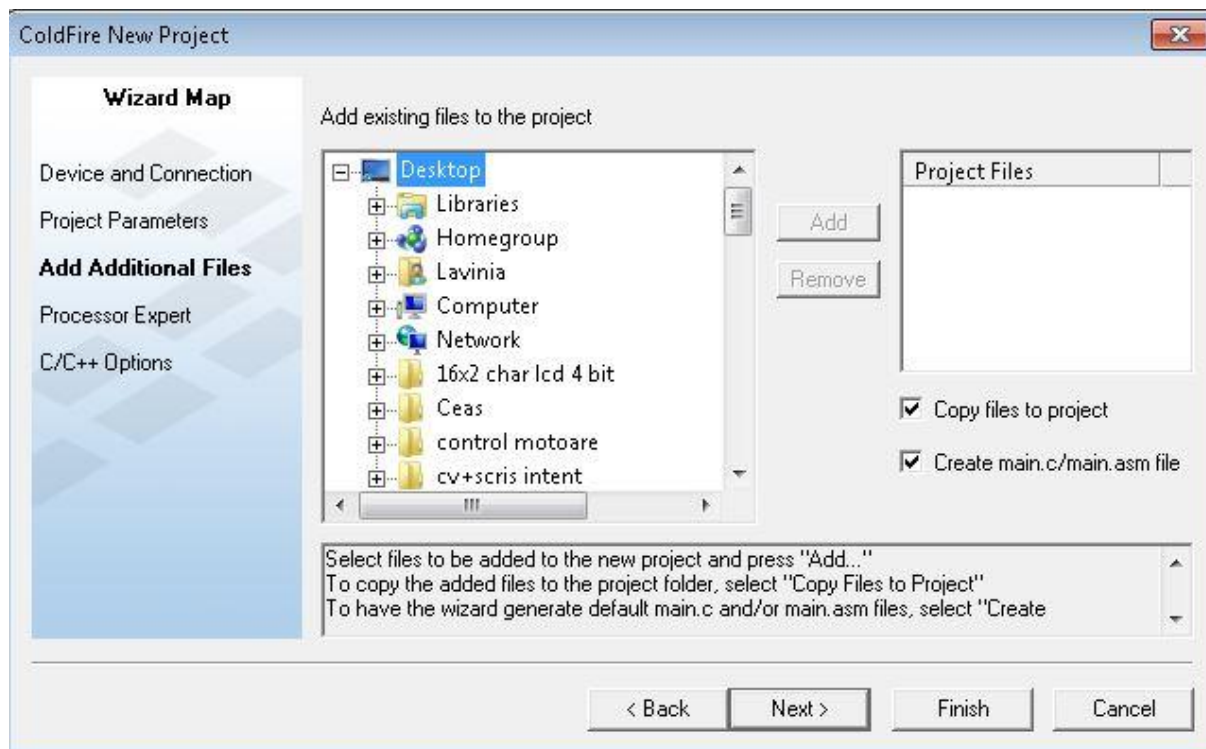 ColdFire New Project
Wizard Map
Device and Connection
Project Parameters
Add Additional Files
Processor Expert
C/C++ Options
Add existing files to the project
Desktop
Libraries
Homegroup
Lavinia
Computer
Network
16x2 char lcd 4 bit
Ceas
control motoare
cv+scris intent
Add
Remove
Project Files
Copy files to project
Create main.c/main.asm file
Select files to be added to the new project and press "Add..."
To copy the added files to the project folder, select "Copy Files to Project"
To have the wizard generate default main.c and/or main.asm files, select "Create
< Back
Next >
Finish
Cancel